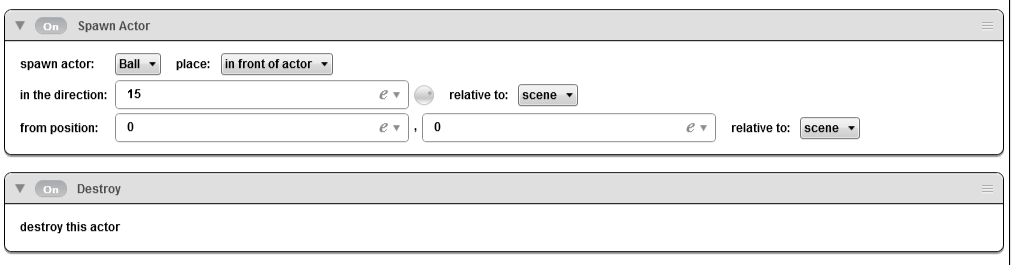 On Spawn Actor
spawn actor: Ball place: in front of actor
in the direction: 15 e relative to: scene
from position: 0 e , 0 e relative to: scene
On Destroy
destroy this actor